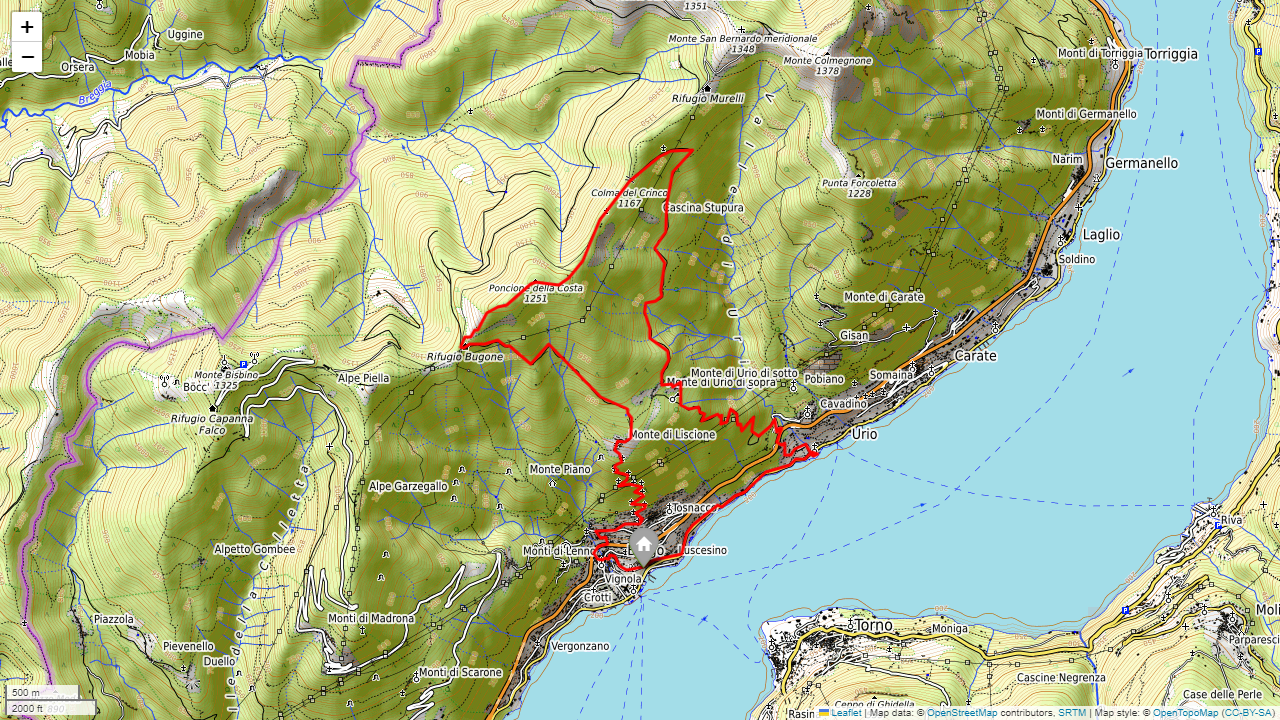 +
−
Uggine
Mobia
Orsera
Breggia
1351
Monte San Bernardo meridionale
1348
Monte Colmegnone
1378
Rifugio Murelli
Monti di Torriggia
Torriggia
Monti di Germanello
Narim
Germanello
Punta Forcoletta
1228
Colma del Crinco
1167
Cascina Stupura
Valle di Urio
Laglio
Soldino
Poncione della Costa
1251
Monte di Carate
Gisan
Carate
Rifugio Bugone
Monte Bisbino
1325
Böcc'
Alpe Piella
Monte di Urio di sotto
Monte di Urio di sopra
Pobiano
Somaina
Rifugio Capanna
Falco
Cavadino
Urio
Monte di Liscione
Monte Piano
Alpe Garzegallo
Tosnacco
Riva
Alpetto Gombee
Monti di Lenno
Vignola
Crotti
Piazzola
Monti di Madrona
Torno
Moniga
Pievenello
Duello
Vergonzano
Monti di Scarone
Cascine Negrenza
Case delle Perle
Ceppo di Ghidella
500 m
2000 ft
890
Leaflet | Map data: © OpenStreetMap contributors, SRTM | Map style: © OpenTopoMap (CC-BY-SA)